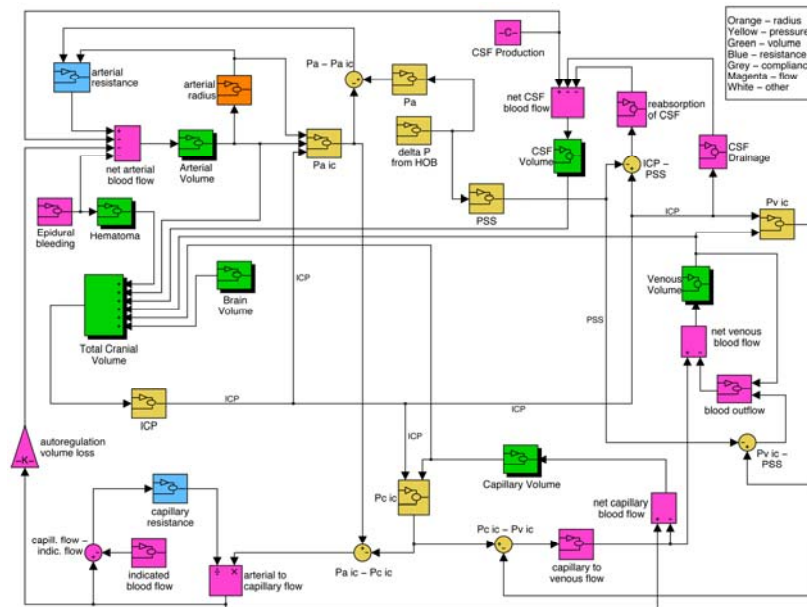 Orange – radius
Yellow – pressure
Green – volume
Blue – resistance
Grey – compliance
Magenta – flow
White – other
-C-
CSF Production
Pa – Pa ic
arterial
resistance
arterial
radius
Pa
delta P
from HOB
net CSF
blood flow
reabsorption
of CSF
CSF
Drainage
net arterial
blood flow
Arterial
Volume
Pa ic
CSF
Volume
ICP –
PSS
PSS
ICP
Pv ic
Epidural
bleeding
Hematoma
Brain
Volume
ICP
PSS
Venous
Volume
Total Cranial
Volume
net venous
blood flow
blood outflow
ICP
ICP
ICP
ICP
Pv ic –
PSS
autoregulation
volume loss
-K-
capillary
resistance
Pc ic
Capillary Volume
net capillary
blood flow
capill. flow –
indic. flow
indicated
blood flow
arterial to
capillary flow
Pa ic – Pc ic
Pc ic – Pv ic
capillary to
venous flow